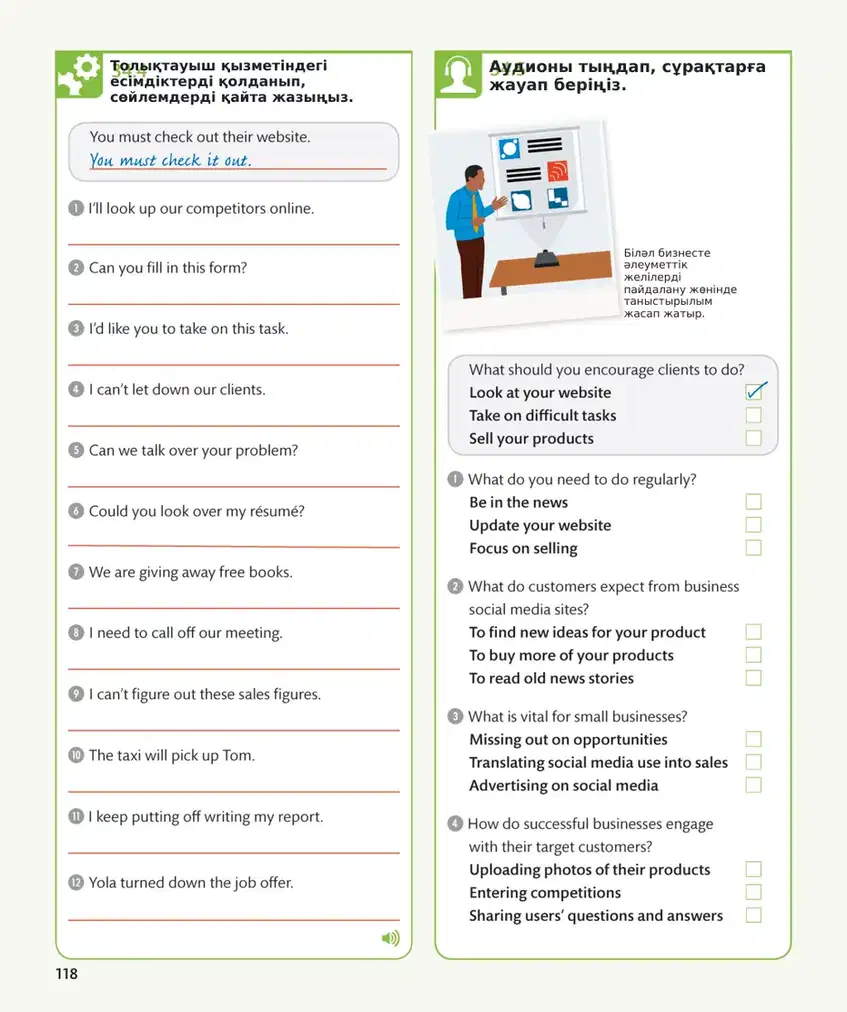 34.4
Толықтауыш қызметіндегі
есімдіктерді қолданып,
сөйлемдерді қайта жазыңыз.
You must check out their website.
You must check it out.
1 I'll look up our competitors online.
2 Can you fill in this form?
3 I'd like you to take on this task.
4 I can't let down our clients.
5 Can we talk over your problem?
6 Could you look over my résumé?
7 We are giving away free books.
8 I need to call off our meeting.
9 I can't figure out these sales figures.
10 The taxi will pick up Tom.
11 I keep putting off writing my report.
12 Yola turned down the job offer.
Аудионы тыңдап, сұрақтарға
жауап беріңіз.
Біләл бизнесте
әлеуметтік
желілерді
пайдалану жөнінде
таныстырылым
жасап жатыр.
What should you encourage clients to do?
Look at your website
Take on difficult tasks
Sell your products
1 What do you need to do regularly?
Be in the news
Update your website
Focus on selling
2 What do customers expect from business
social media sites?
To find new ideas for your product
To buy more of your products
To read old news stories
3 What is vital for small businesses?
Missing out on opportunities
Translating social media use into sales
Advertising on social media
4 How do successful businesses engage
with their target customers?
Uploading photos of their products
Entering competitions
Sharing users' questions and answers
118